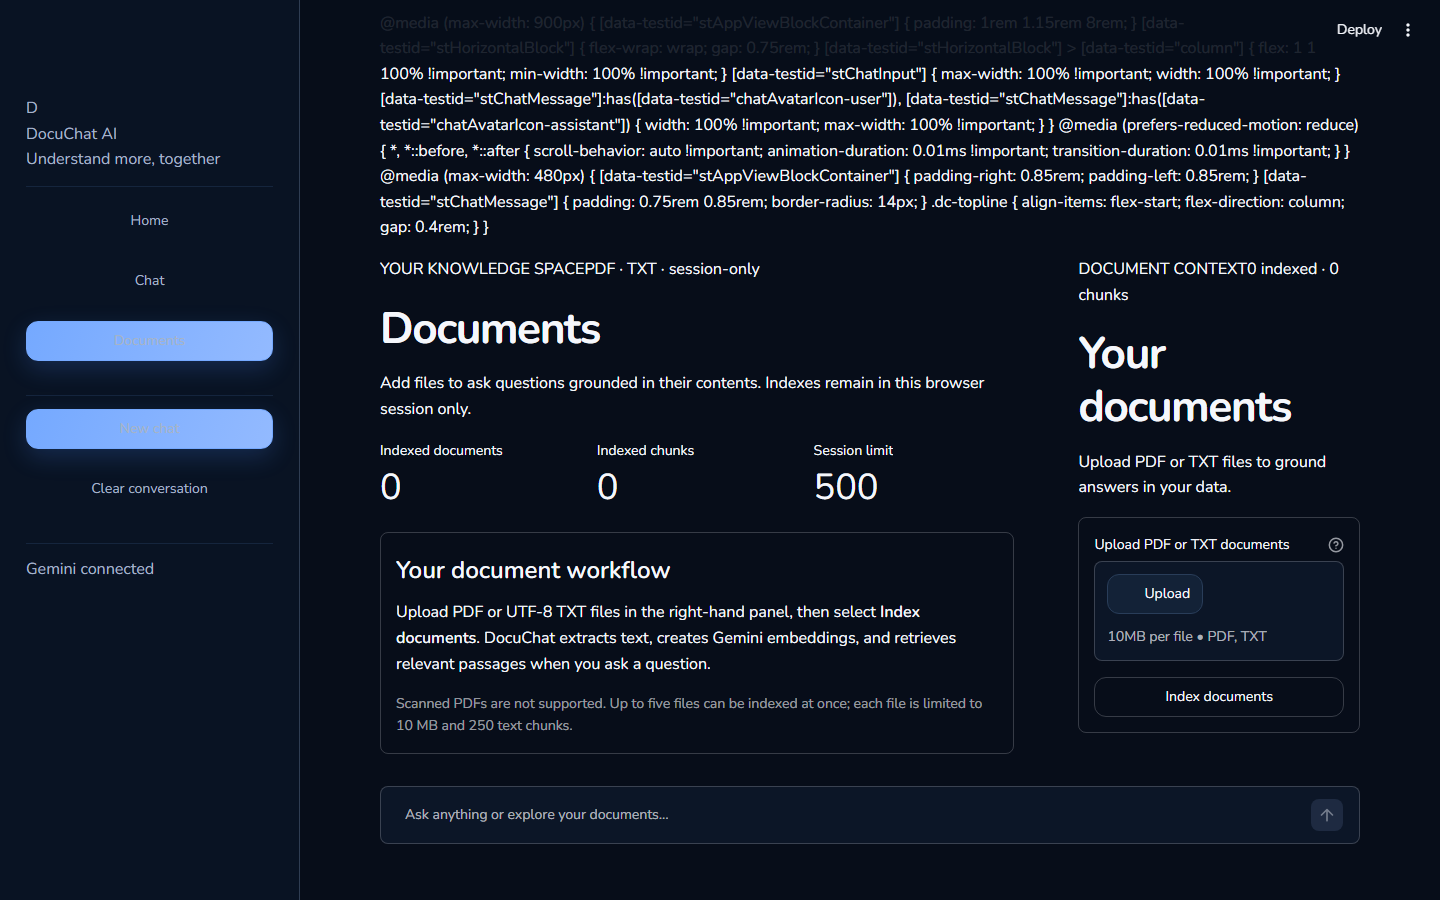 @media (max-width: 900px) { [data-testid="stAppViewBlockContainer"] { padding: 1rem 1.15rem 8rem; } [data-
testid="stHorizontalBlock"] { flex-wrap: wrap; gap: 0.75rem; } [data-testid="stHorizontalBlock"] > [data-testid="column"] { flex: 1 1
100% !important; min-width: 100% !important; } [data-testid="stChatInput"] { max-width: 100% !important; width: 100% !important; }
[data-testid="stChatMessage"]:has([data-testid="chatAvatarIcon-user"]), [data-testid="stChatMessage"]:has([data-
testid="chatAvatarIcon-assistant"]) { width: 100% !important; max-width: 100% !important; } } @media (prefers-reduced-motion: reduce)
{ *, *::before, *::after { scroll-behavior: auto !important; animation-duration: 0.01ms !important; transition-duration: 0.01ms !important; } }
@media (max-width: 480px) { [data-testid="stAppViewBlockContainer"] { padding-right: 0.85rem; padding-left: 0.85rem; } [data-
testid="stChatMessage"] { padding: 0.75rem 0.85rem; border-radius: 14px; } .dc-topline { align-items: flex-start; flex-direction: column;
gap: 0.4rem; } }
Deploy
D
DocuChat AI
Understand more, together
Home
Chat
Documents
New chat
Clear conversation
Gemini connected
YOUR KNOWLEDGE SPACEPDF · TXT · session-only
Documents
Add files to ask questions grounded in their contents. Indexes remain in this browser
session only.
Indexed documents
0
Indexed chunks
0
Session limit
500
Your document workflow
Upload PDF or UTF-8 TXT files in the right-hand panel, then select Index
documents. DocuChat extracts text, creates Gemini embeddings, and retrieves
relevant passages when you ask a question.
Scanned PDFs are not supported. Up to five files can be indexed at once; each file is limited to
10 MB and 250 text chunks.
DOCUMENT CONTEXT0 indexed · 0
chunks
Your
documents
Upload PDF or TXT files to ground
answers in your data.
Upload PDF or TXT documents
Upload
10MB per file • PDF, TXT
Index documents
Ask anything or explore your documents...